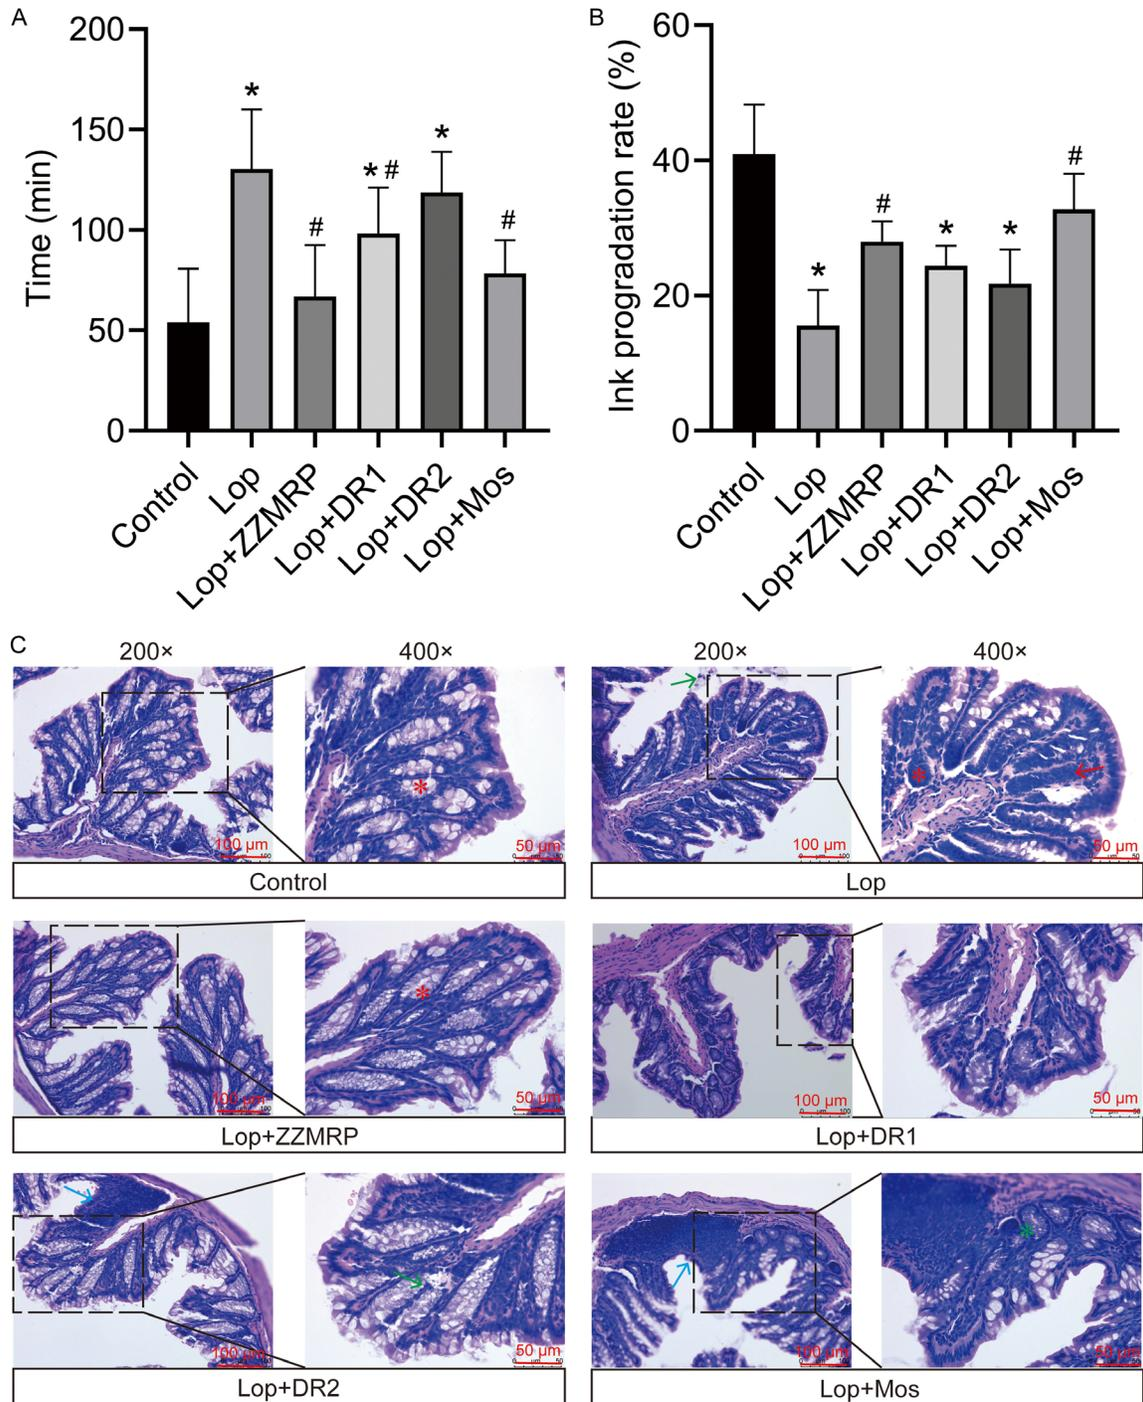 A
Time (min)
200
150
100
50
0
*
#
* #
*
#
Control
Lop
Lop+ZZMRP
Lop+DR1
Lop+DR2
Lop+Mos
B
Ink progradation rate (%)
60
40
20
0
*
#
*
*
#
Control
Lop
Lop+ZZMRP
Lop+DR1
Lop+DR2
Lop+Mos
C
200× 400× 200× 400×
*
* 
100 µm 50 µm 100 µm 50 µm
Control Lop
*
100 µm 50 µm 100 µm 50 µm
Lop+ZZMRP Lop+DR1
*
100 µm 50 µm 100 µm 50 µm
Lop+DR2 Lop+Mos